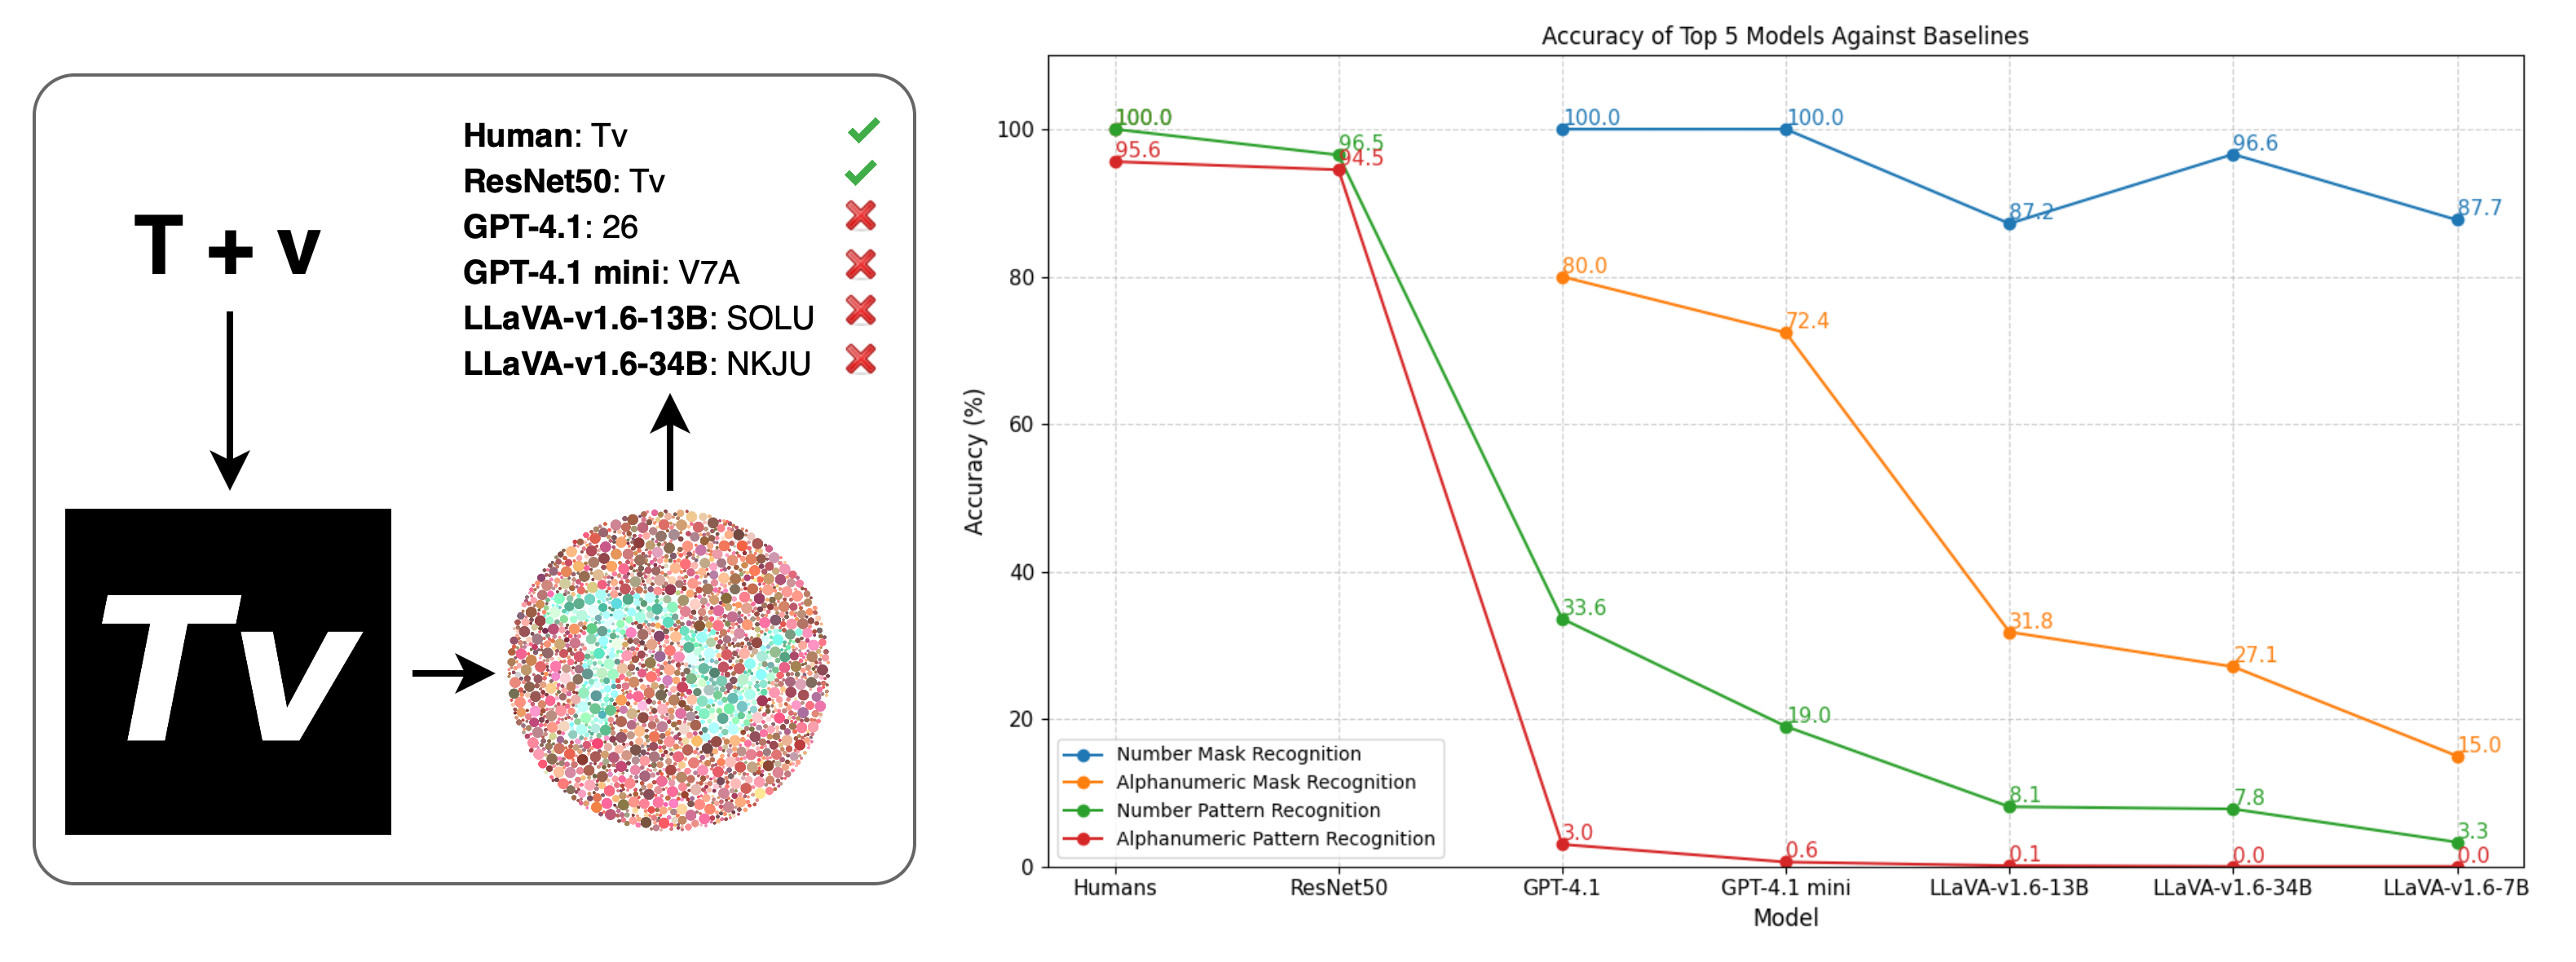 T + v
Human: Tv
ResNet50: Tv
GPT-4.1: 26
GPT-4.1 mini: V7A
LLaVA-v1.6-13B: SOLU
LLaVA-v1.6-34B: NKJU
Tv
Tv
Accuracy of Top 5 Models Against Baselines
Accuracy (%)
100
80
60
40
20
0
100.0
95.6
96.5
94.5
100.0
80.0
33.6
3.0
100.0
72.4
19.0
0.6
87.2
31.8
8.1
0.1
96.6
27.1
7.8
0.0
87.7
15.0
3.3
0.0
Number Mask Recognition
Alphanumeric Mask Recognition
Number Pattern Recognition
Alphanumeric Pattern Recognition
Humans ResNet50 GPT-4.1 GPT-4.1 mini LLaVA-v1.6-13B LLaVA-v1.6-34B LLaVA-v1.6-7B
Model